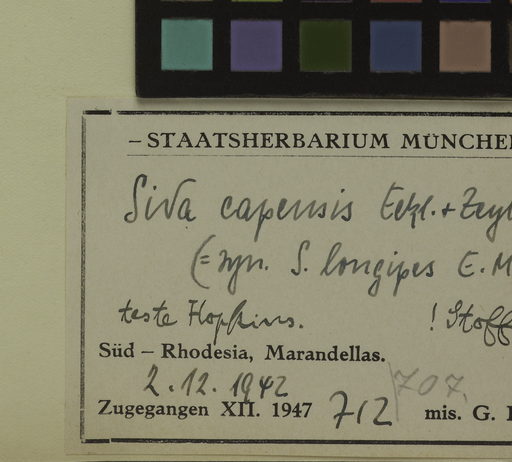 – STAATSHERBARIUM MÜNCHE
Siva capensis Eckl. + Zey
(= syn. S. longipes E. M
teste Hopkins. ! Stoff
Süd – Rhodesia, Marandellas.
2. 12. 1942 707.
Zugegangen XII. 1947 712 mis. G.